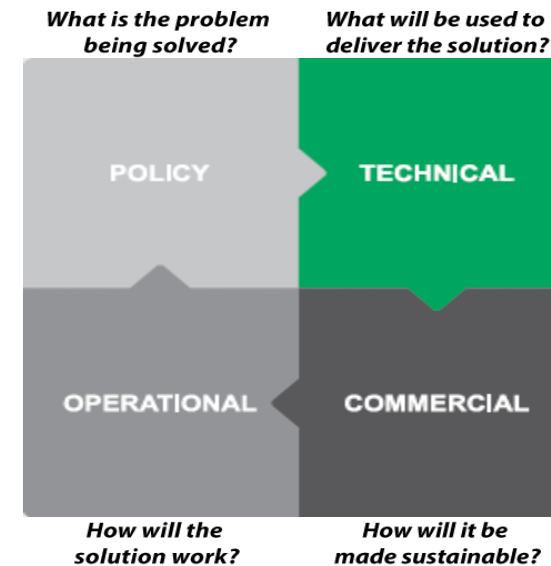 What is the problem
being solved?
What will be used to
deliver the solution?
POLICY
TECHNICAL
OPERATIONAL
COMMERCIAL
How will the
solution work?
How will it be
made sustainable?